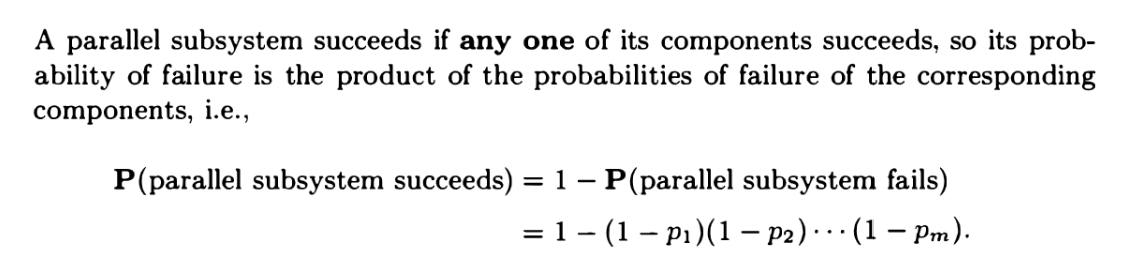 A parallel subsystem succeeds if any one of its components succeeds, so its prob-
ability of failure is the product of the probabilities of failure of the corresponding
components, i.e.,
P(parallel subsystem succeeds) = 1 − P(parallel subsystem fails)
= 1 − (1 − p₁)(1 − p₂) ··· (1 − pₘ).